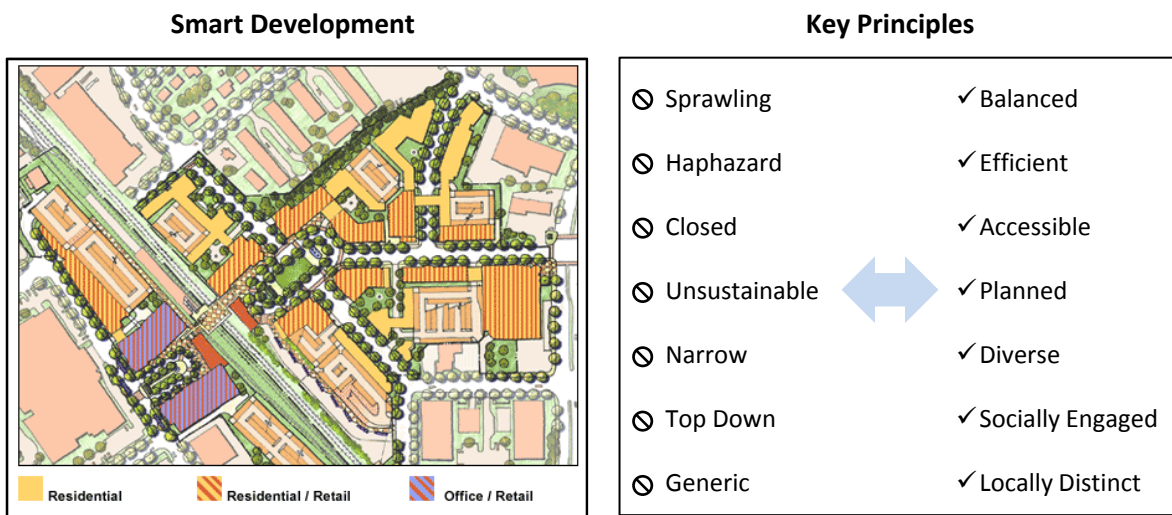 Smart Development
Residential
Residential / Retail
Office / Retail
Key Principles
Sprawling
Balanced
Haphazard
Efficient
Closed
Accessible
Unsustainable
Planned
Narrow
Diverse
Top Down
Socially Engaged
Generic
Locally Distinct